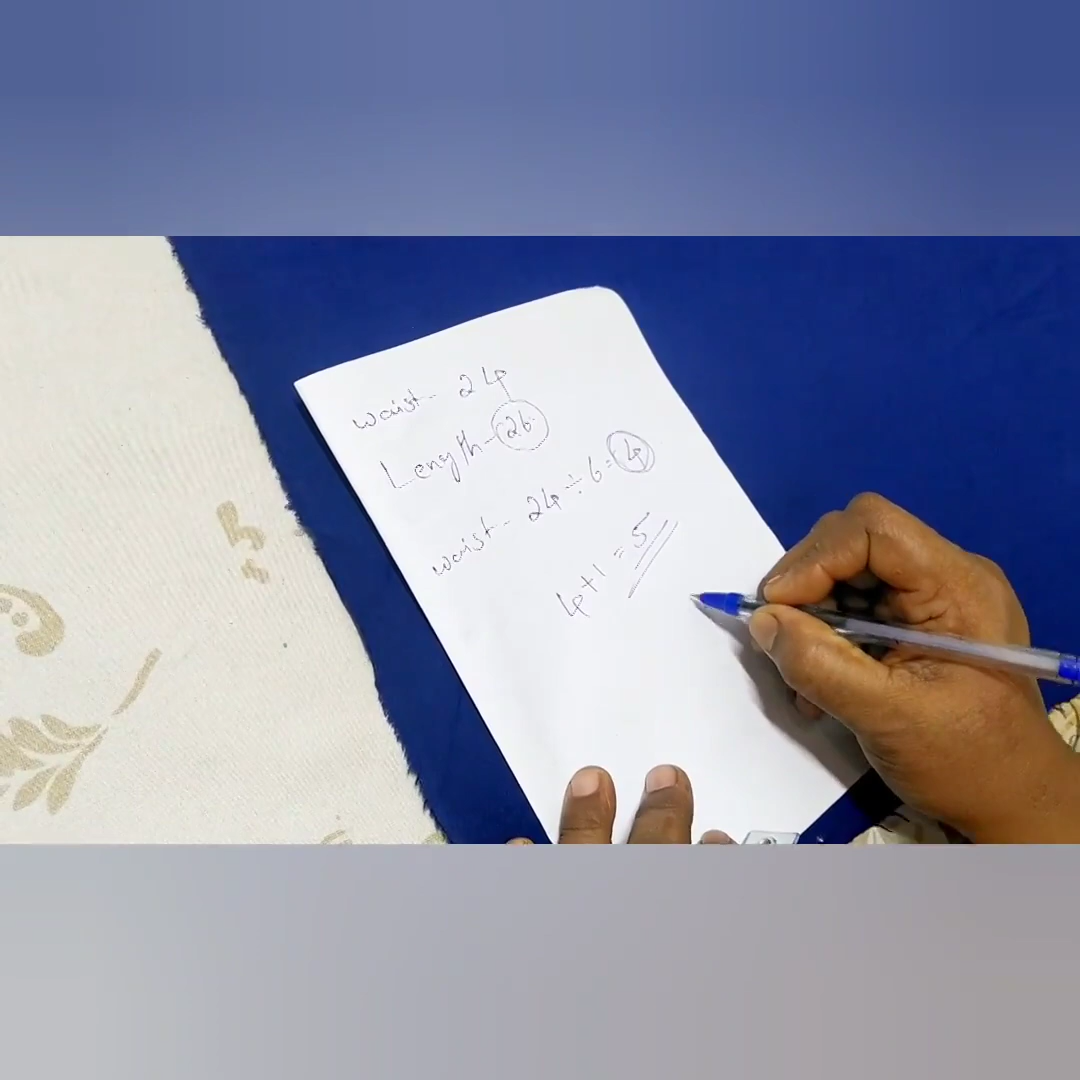 Waist - 24
Length - 26
Waist - 24 ÷ 6 = 4
4 + 1 = 5